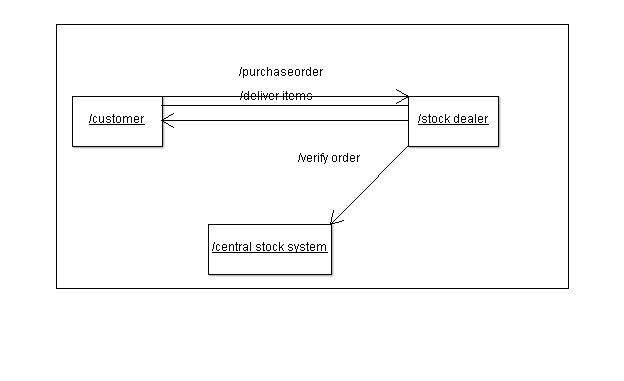 /purchaseorder
/deliver items
/customer
/stock dealer
/verify order
/central stock system